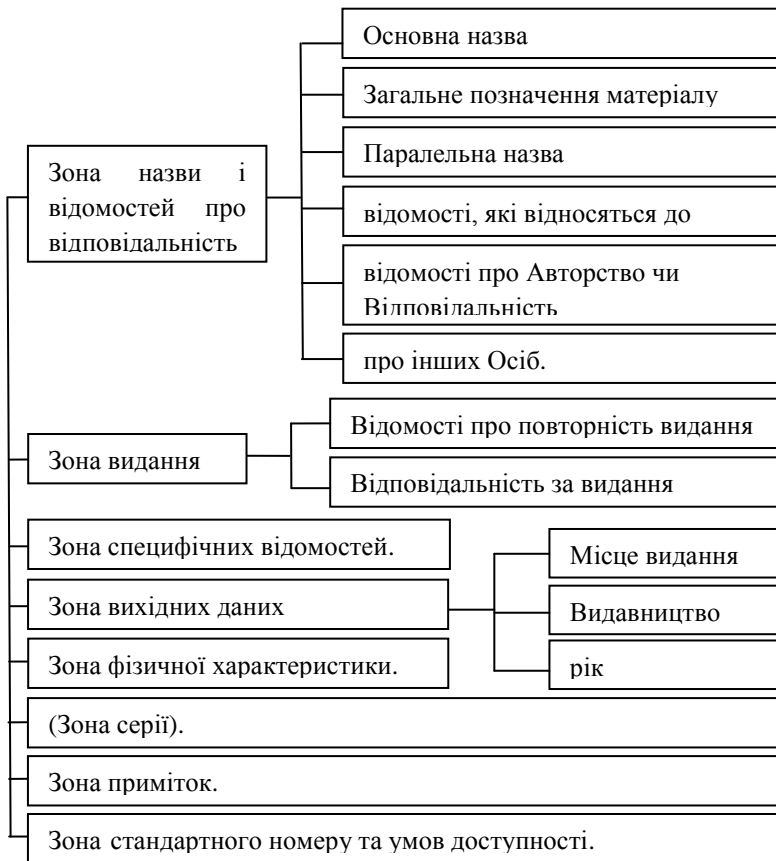 Основна назва
Загальне позначення матеріалу
Паралельна назва
Зона назви і
відомостей про
відповідальність
відомості, які відносяться до
відомості про Авторство чи
Відповідальність
про інших Осіб.
Відомості про повторність видання
Зона видання
Відповідальність за видання
Зона специфічних відомостей.
Місце видання
Зона вихідних даних
Видавництво
Зона фізичної характеристики.
рік
(Зона серії).
Зона приміток.
Зона стандартного номеру та умов доступності.